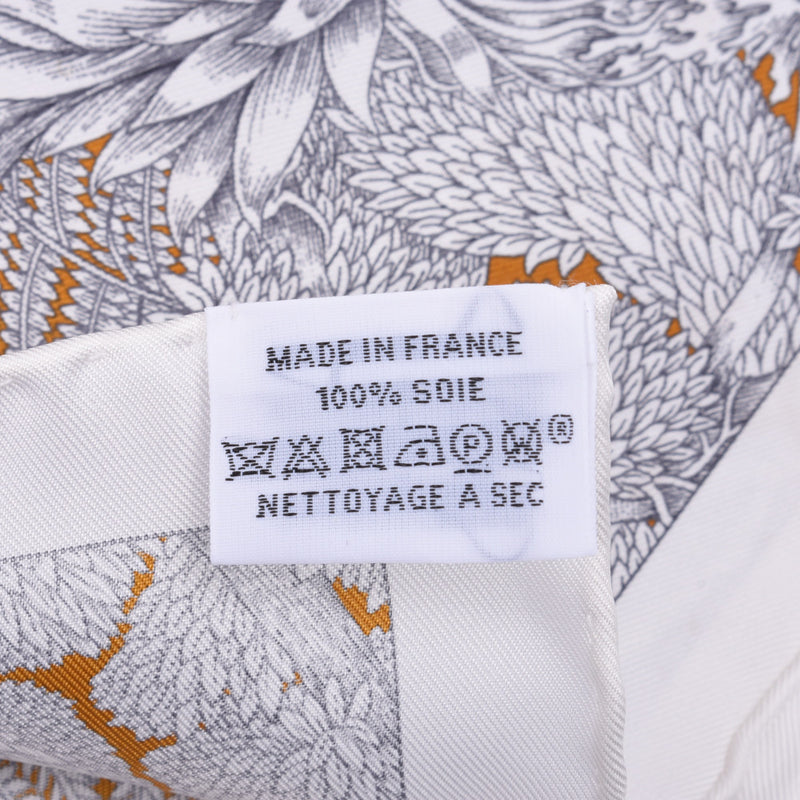 MADE IN FRANCE
100% SOIE
P W ®
NETTOYAGE A SEC